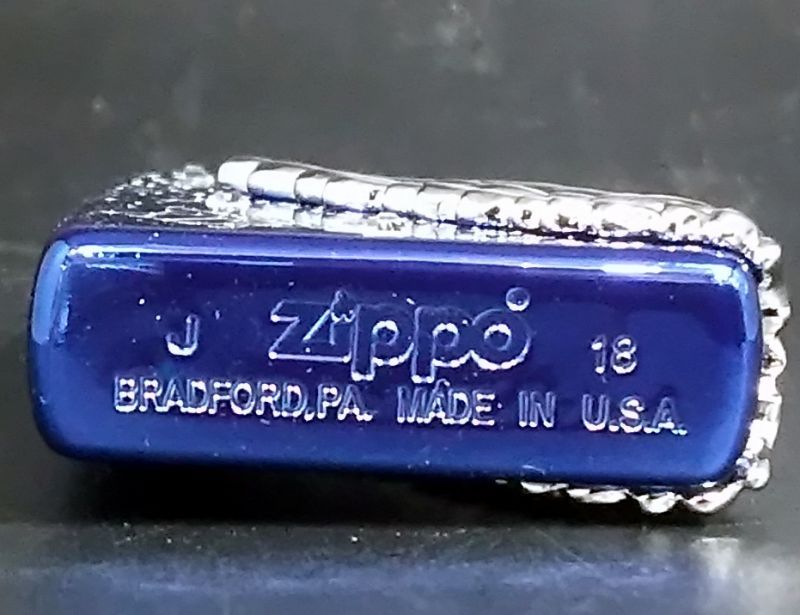 J Zippo 18
BRADFORD,PA. MADE IN U.S.A.